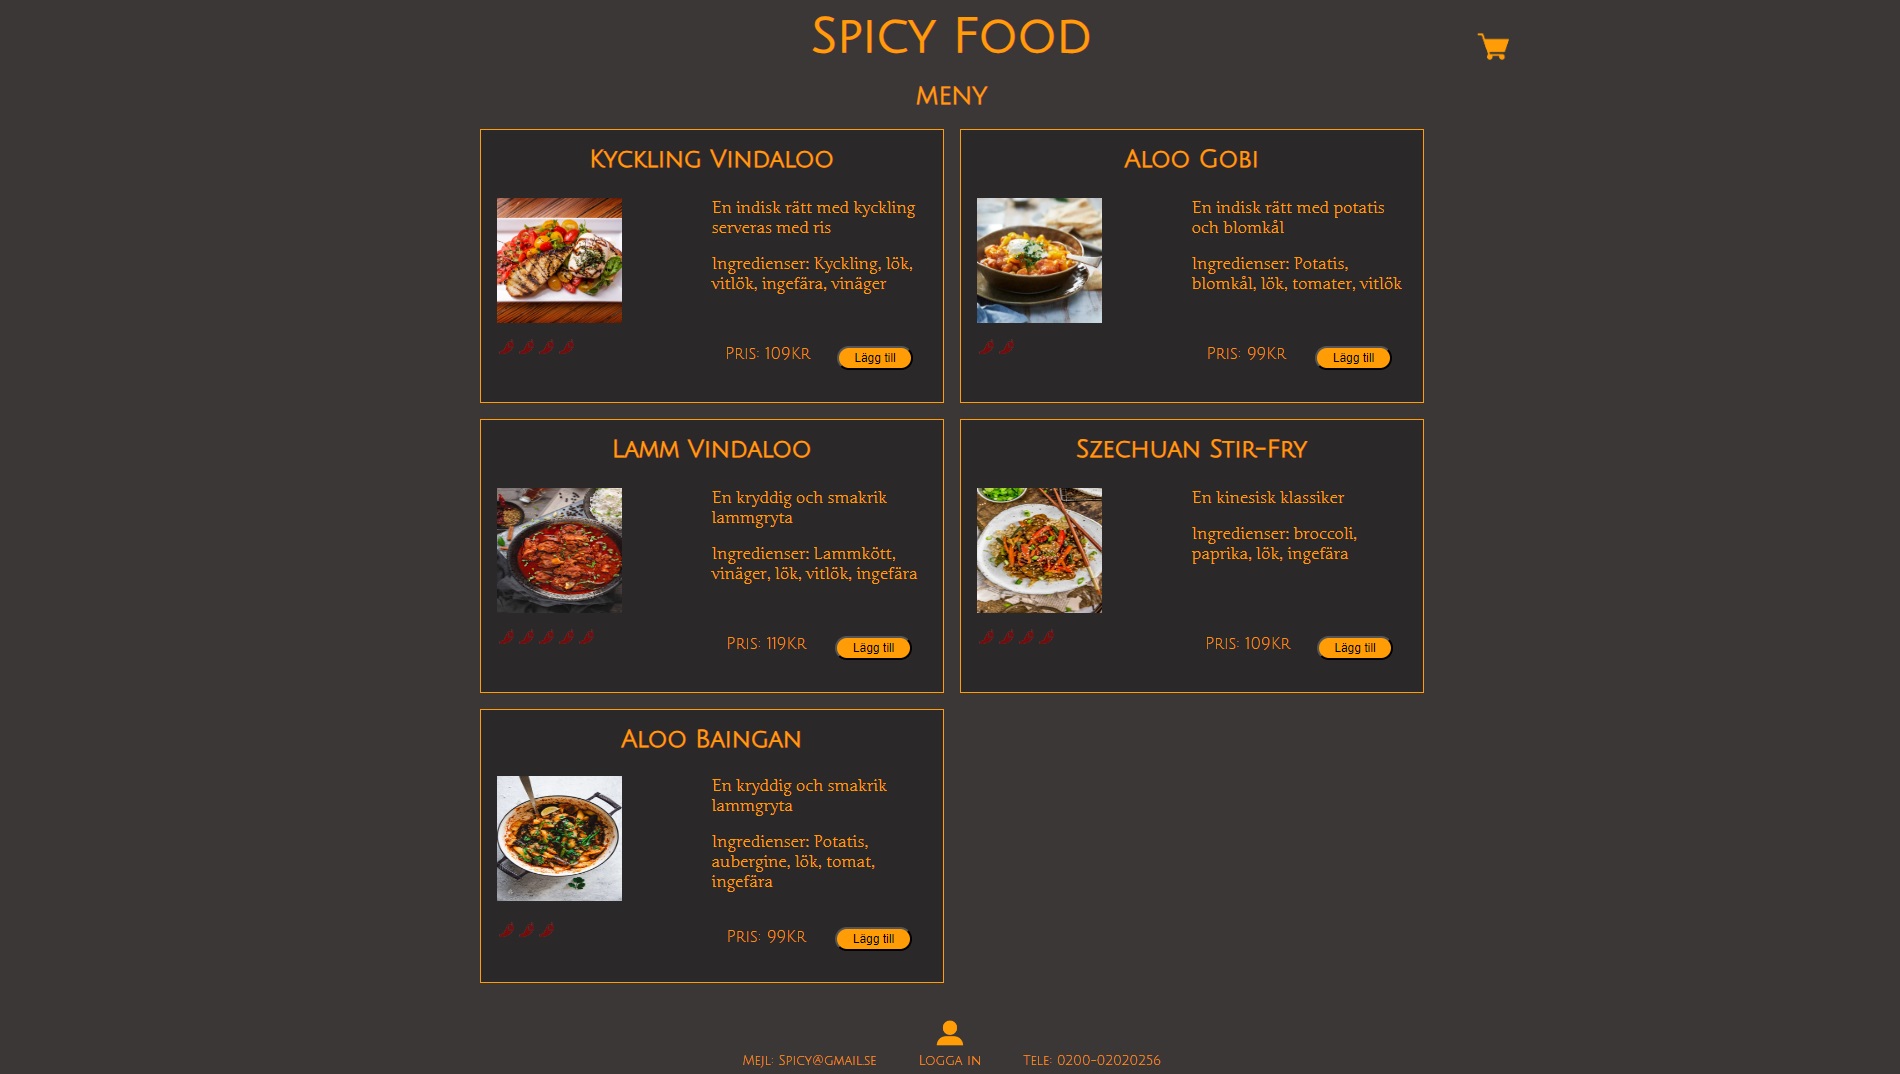 Spicy Food
MENY
Kyckling Vindaloo
En indisk rätt med kyckling
serveras med ris
Ingredienser: Kyckling, lök,
vitlök, ingefära, vinäger
Pris: 109Kr
Lägg till
Aloo Gobi
En indisk rätt med potatis
och blomkål
Ingredienser: Potatis,
blomkål, lök, tomater, vitlök
Pris: 99Kr
Lägg till
Lamm Vindaloo
En kryddig och smakrik
lammgryta
Ingredienser: Lammkött,
vinäger, lök, vitlök, ingefära
Pris: 119Kr
Lägg till
Szechuan Stir-Fry
En kinesisk klassiker
Ingredienser: broccoli,
paprika, lök, ingefära
Pris: 109Kr
Lägg till
Aloo Baingan
En kryddig och smakrik
lammgryta
Ingredienser: Potatis,
aubergine, lök, tomat,
ingefära
Pris: 99Kr
Lägg till
Mejl: Spicy@gmail.se
Logga in
Tele: 0200-02020256